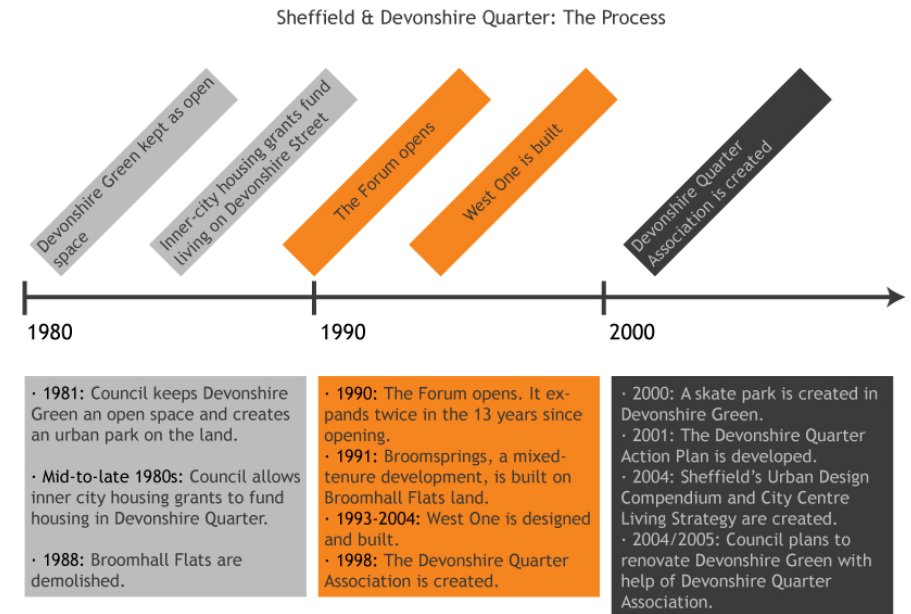 Sheffield & Devonshire Quarter: The Process
Devonshire Green kept as open
space
Inner-city housing grants fund
living on Devonshire Street
The Forum opens
West One is built
Devonshire Quarter
Association is created
1980
1990
2000
· 1981: Council keeps Devonshire
Green an open space and creates
an urban park on the land.
· Mid-to-late 1980s: Council allows
inner city housing grants to fund
housing in Devonshire Quarter.
· 1988: Broomhall Flats are
demolished.
· 1990: The Forum opens. It ex-
pands twice in the 13 years since
opening.
· 1991: Broomsprings, a mixed-
tenure development, is built on
Broomhall Flats land.
· 1993-2004: West One is designed
and built.
· 1998: The Devonshire Quarter
Association is created.
· 2000: A skate park is created in
Devonshire Green.
· 2001: The Devonshire Quarter
Action Plan is developed.
· 2004: Sheffield's Urban Design
Compendium and City Centre
Living Strategy are created.
· 2004/2005: Council plans to
renovate Devonshire Green with
help of Devonshire Quarter
Association.